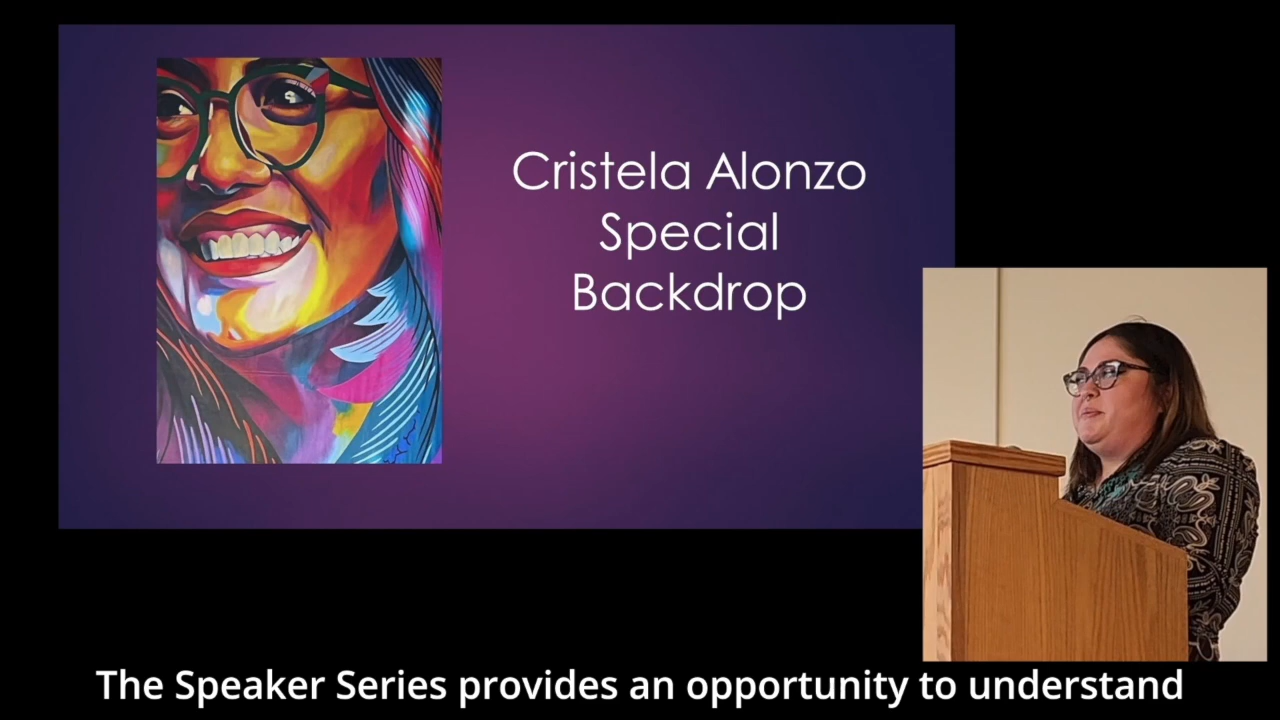 Cristela Alonzo
Special
Backdrop
The Speaker Series provides an opportunity to understand